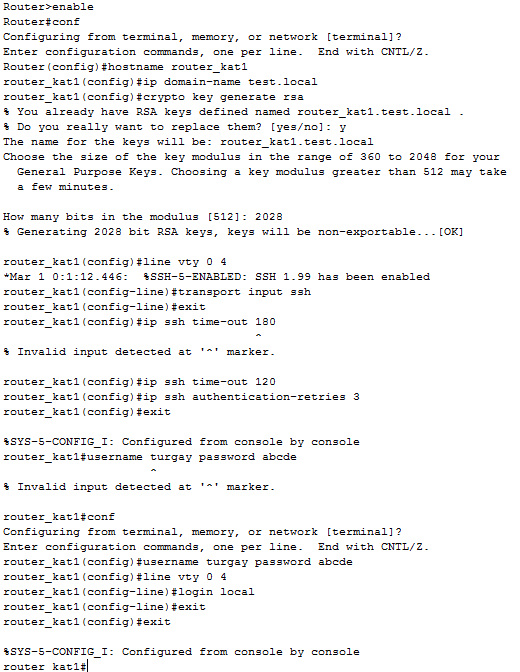 Router>enable
Router#conf
Configuring from terminal, memory, or network [terminal]?
Enter configuration commands, one per line.  End with CNTL/Z.
Router(config)#hostname router_kat1
router_kat1(config)#ip domain-name test.local
router_kat1(config)#crypto key generate rsa
% You already have RSA keys defined named router_kat1.test.local .
% Do you really want to replace them? [yes/no]: y
The name for the keys will be: router_kat1.test.local
Choose the size of the key modulus in the range of 360 to 2048 for your
  General Purpose Keys. Choosing a key modulus greater than 512 may take
  a few minutes.

How many bits in the modulus [512]: 2028
% Generating 2028 bit RSA keys, keys will be non-exportable...[OK]

router_kat1(config)#line vty 0 4
*Mar 1 0:1:12.446:  %SSH-5-ENABLED: SSH 1.99 has been enabled
router_kat1(config-line)#transport input ssh
router_kat1(config-line)#exit
router_kat1(config)#ip ssh time-out 180
                                     ^
% Invalid input detected at '^' marker.

router_kat1(config)#ip ssh time-out 120
router_kat1(config)#ip ssh authentication-retries 3
router_kat1(config)#exit

%SYS-5-CONFIG_I: Configured from console by console
router_kat1#username turgay password abcde
                     ^
% Invalid input detected at '^' marker.

router_kat1#conf
Configuring from terminal, memory, or network [terminal]?
Enter configuration commands, one per line.  End with CNTL/Z.
router_kat1(config)#username turgay password abcde
router_kat1(config)#line vty 0 4
router_kat1(config-line)#login local
router_kat1(config-line)#exit
router_kat1(config)#exit

%SYS-5-CONFIG_I: Configured from console by console
router_kat1#